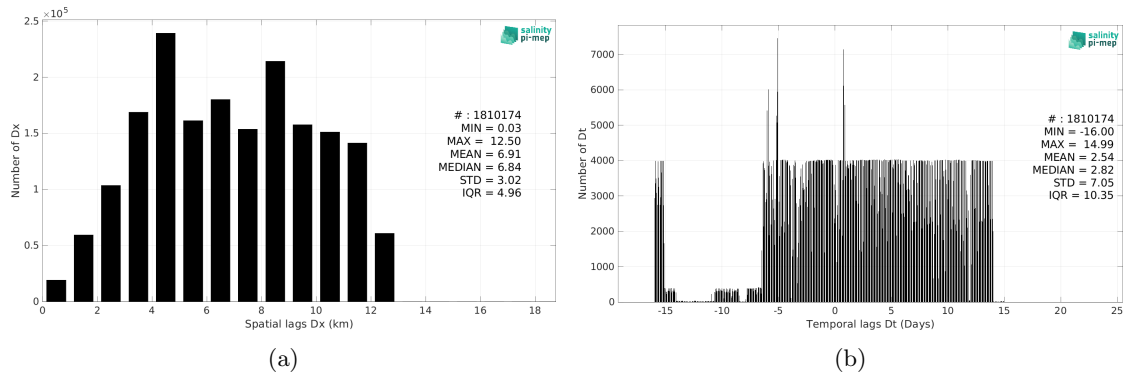 ×10⁵
2.5
2
1.5
1
0.5
0
0 2 4 6 8 10 12 14 16 18
Number of Dx
Spatial lags Dx (km)
salinity
pi-mep
# : 1810174
MIN = 0.03
MAX = 12.50
MEAN = 6.91
MEDIAN = 6.84
STD = 3.02
IQR = 4.96
(a)
7000
6000
5000
4000
3000
2000
1000
0
-15 -10 -5 0 5 10 15 20 25
Number of Dt
Temporal lags Dt (Days)
salinity
pi-mep
# : 1810174
MIN = -16.00
MAX = 14.99
MEAN = 2.54
MEDIAN = 2.82
STD = 7.05
IQR = 10.35
(b)